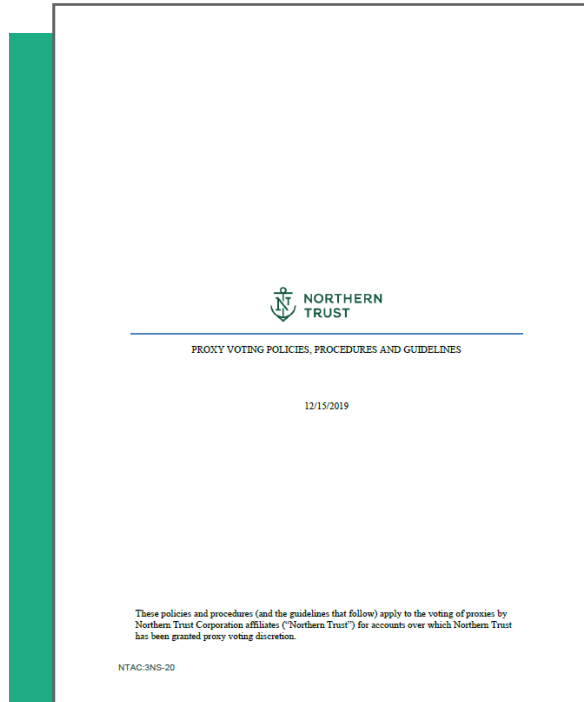 NORTHERN
TRUST
PROXY VOTING POLICIES, PROCEDURES AND GUIDELINES
12/15/2019
These policies and procedures (and the guidelines that follow) apply to the voting of proxies by
Northern Trust Corporation affiliates (“Northern Trust”) for accounts over which Northern Trust
has been granted proxy voting discretion.
NTAC:3NS-20